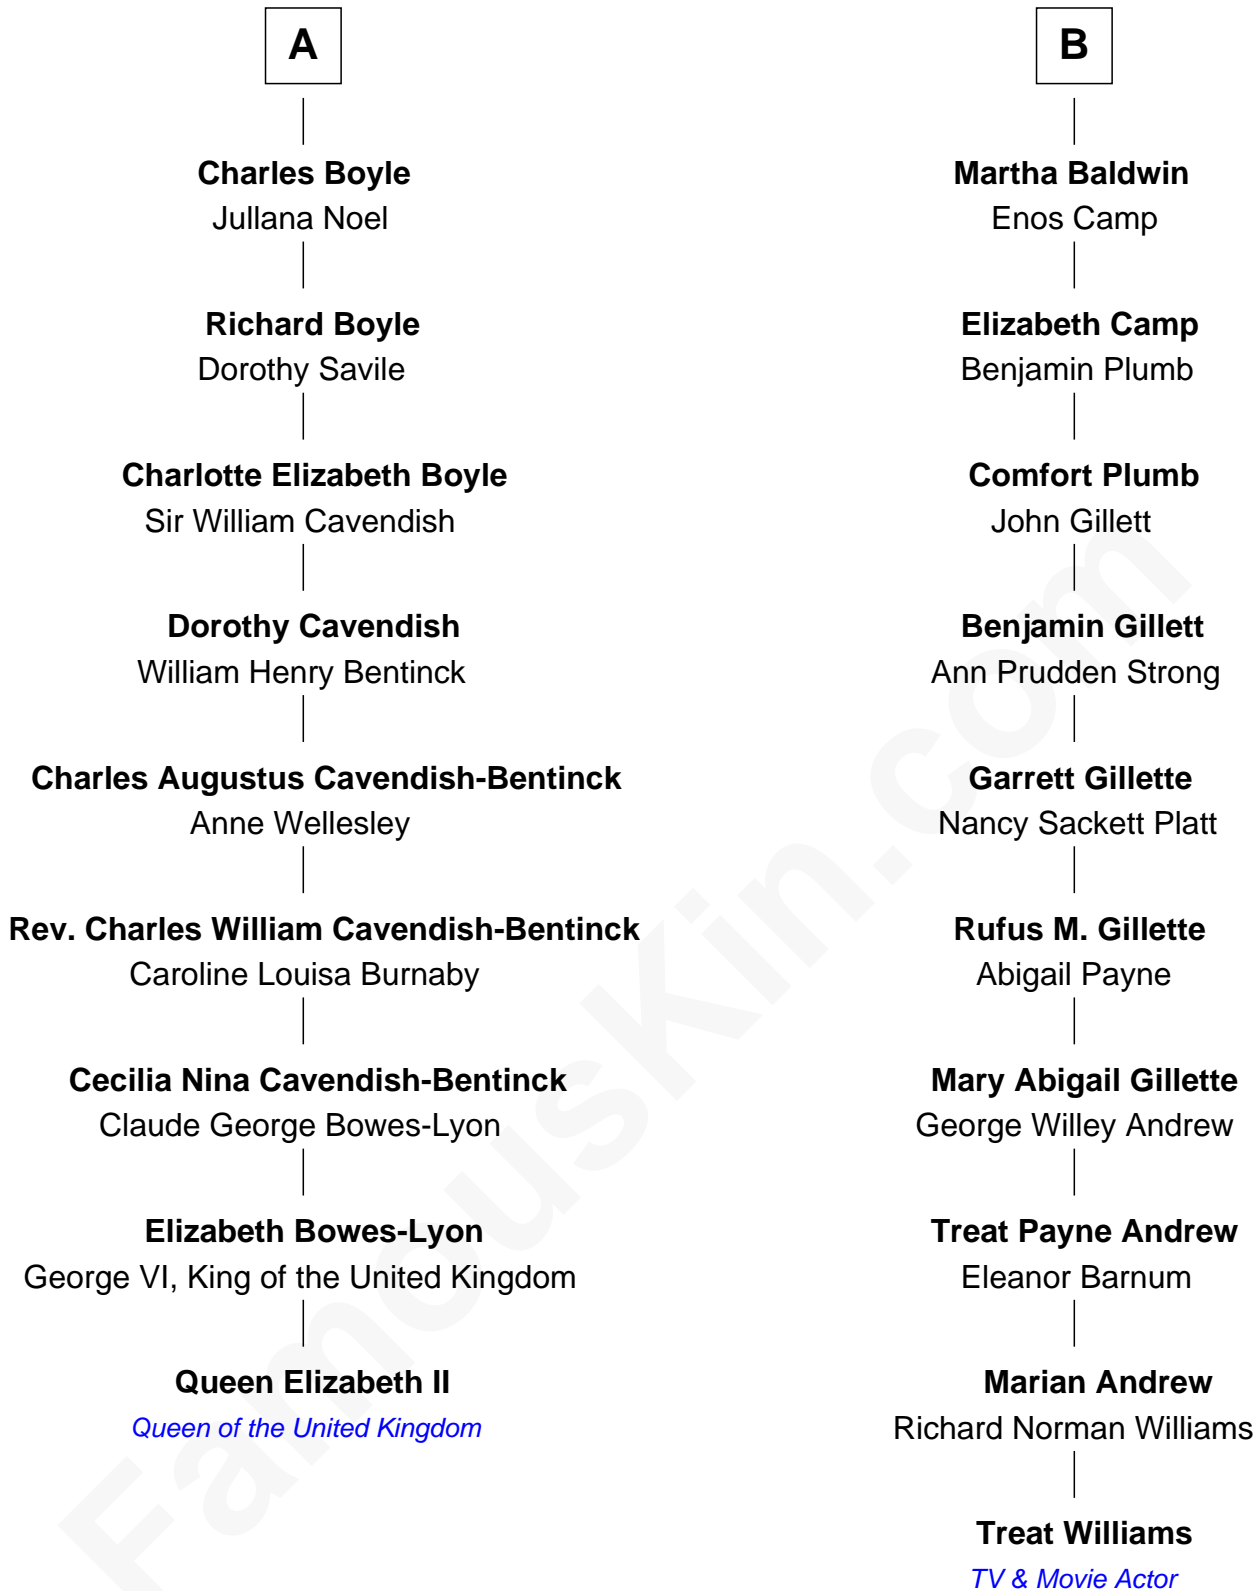 A
Charles Boyle
Jullana Noel
Richard Boyle
Dorothy Savile
Charlotte Elizabeth Boyle
Sir William Cavendish
Dorothy Cavendish
William Henry Bentinck
Charles Augustus Cavendish-Bentinck
Anne Wellesley
Rev. Charles William Cavendish-Bentinck
Caroline Louisa Burnaby
Cecilia Nina Cavendish-Bentinck
Claude George Bowes-Lyon
Elizabeth Bowes-Lyon
George VI, King of the United Kingdom
Queen Elizabeth II
Queen of the United Kingdom
B
Martha Baldwin
Enos Camp
Elizabeth Camp
Benjamin Plumb
Comfort Plumb
John Gillett
Benjamin Gillett
Ann Prudden Strong
Garrett Gillette
Nancy Sackett Platt
Rufus M. Gillette
Abigail Payne
Mary Abigail Gillette
George Willey Andrew
Treat Payne Andrew
Eleanor Barnum
Marian Andrew
Richard Norman Williams
Treat Williams
TV & Movie Actor
FamousKin.com